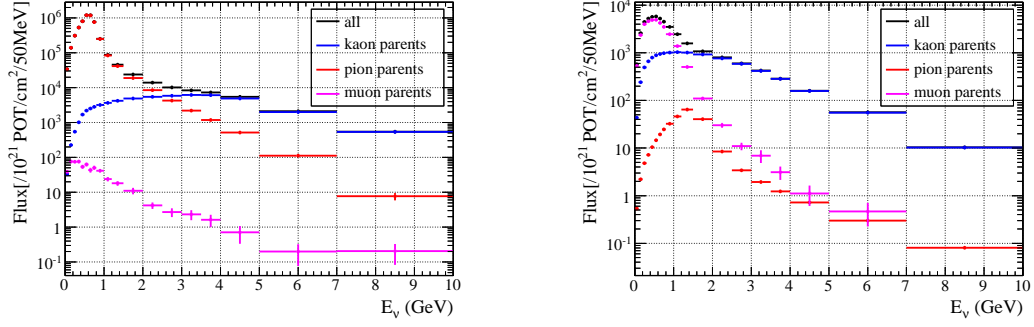 Flux[/10²¹ POT/cm²/50MeV]
10⁶
10⁵
10⁴
10³
10²
10
1
10⁻¹
all
kaon parents
pion parents
muon parents
0 1 2 3 4 5 6 7 8 9 10
Eν (GeV)
Flux[/10²¹ POT/cm²/50MeV]
10⁴
10³
10²
10
1
10⁻¹
all
kaon parents
pion parents
muon parents
0 1 2 3 4 5 6 7 8 9 10
Eν (GeV)